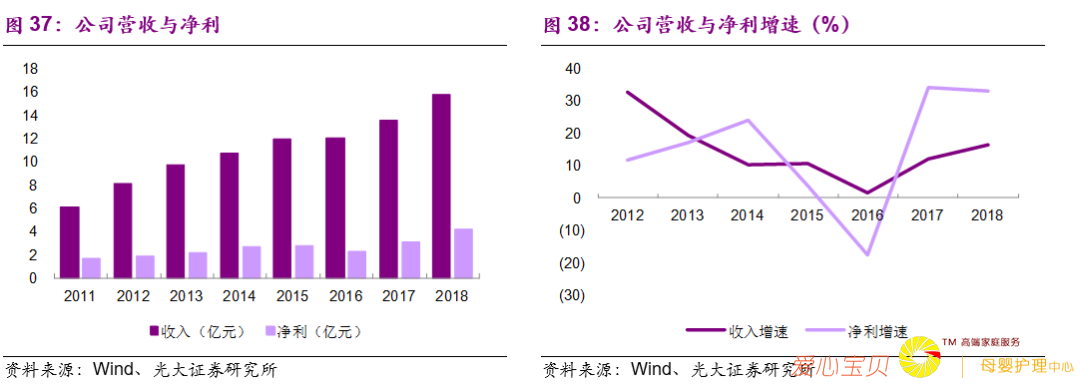 图 37：公司营收与净利
18
16
14
12
10
8
6
4
2
0
2011 2012 2013 2014 2015 2016 2017 2018
收入（亿元） 净利（亿元）
资料来源：Wind、光大证券研究所
图 38：公司营收与净利增速（%）
40
30
20
10
0
(10)
(20)
(30)
2012 2013 2014 2015 2016 2017 2018
收入增速 净利增速
资料来源：Wind、光大证券研究所
爱心宝贝
TM 高端家庭服务
母婴护理中心